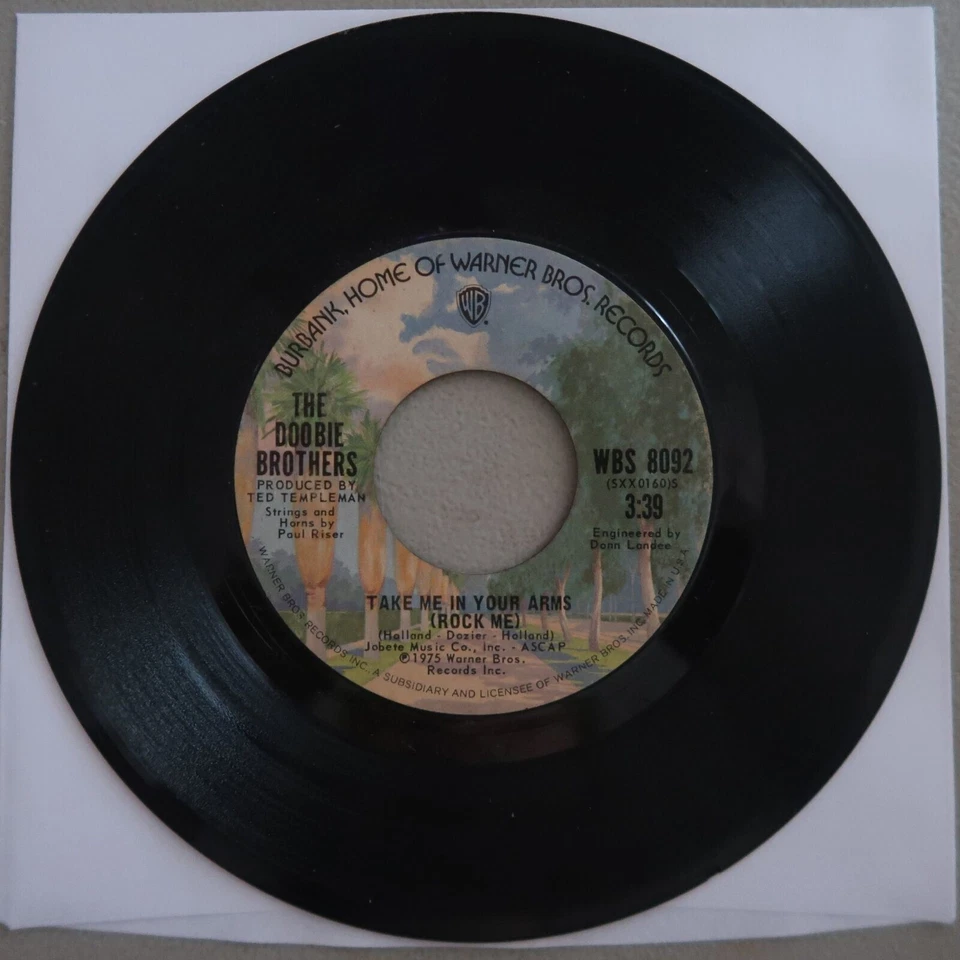 BURBANK, HOME OF WARNER BROS. RECORDS
WB
THE
DOOBIE
BROTHERS
PRODUCED BY
TED TEMPLEMAN
Strings and
Horns by
Paul Riser
WBS 8092
(SXX0160)S
3:39
Engineered by
Donn Landee
TAKE ME IN YOUR ARMS
(ROCK ME)
(Holland - Dozier - Holland)
Jobete Music Co., Inc. - ASCAP
℗1975 Warner Bros.
Records Inc.
WARNER BROS. RECORDS INC. A SUBSIDIARY AND LICENSEE OF WARNER BROS. INC. MADE IN U.S.A.